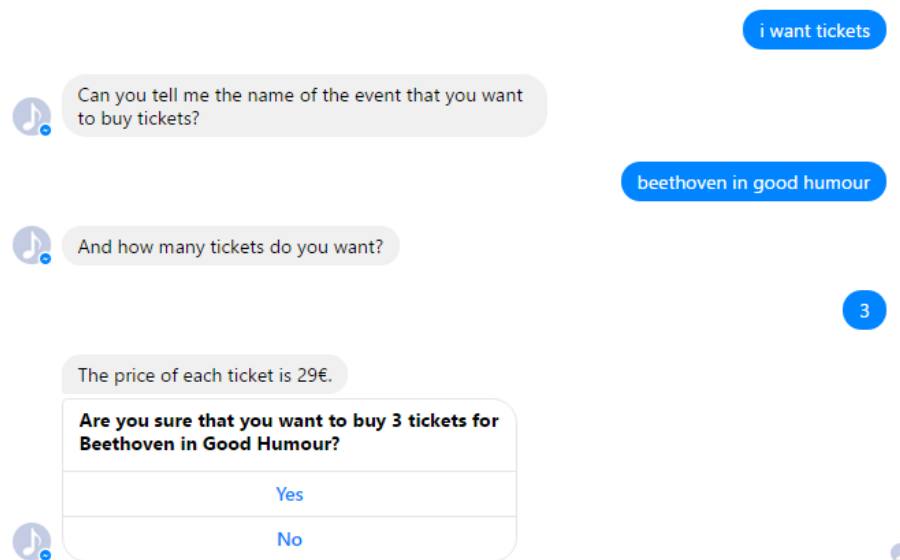 i want tickets
Can you tell me the name of the event that you want
to buy tickets?
beethoven in good humour
And how many tickets do you want?
3
The price of each ticket is 29€.
Are you sure that you want to buy 3 tickets for
Beethoven in Good Humour?
Yes
No